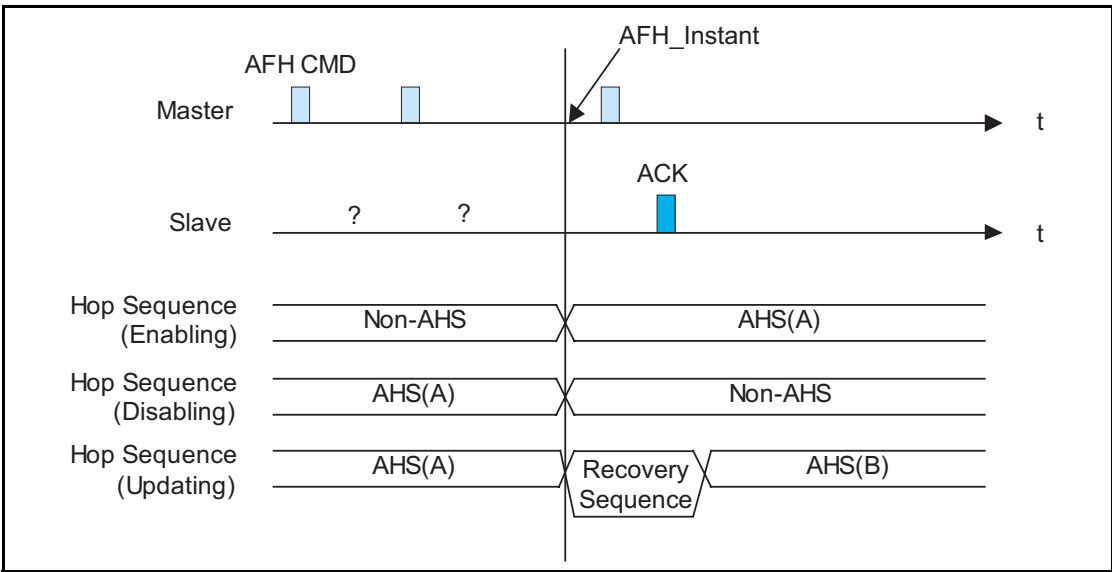 AFH_Instant
AFH CMD
Master
t
ACK
Slave
? ?
t
Hop Sequence
(Enabling)
Non-AHS
AHS(A)
Hop Sequence
(Disabling)
AHS(A)
Non-AHS
Hop Sequence
(Updating)
AHS(A)
Recovery
Sequence
AHS(B)